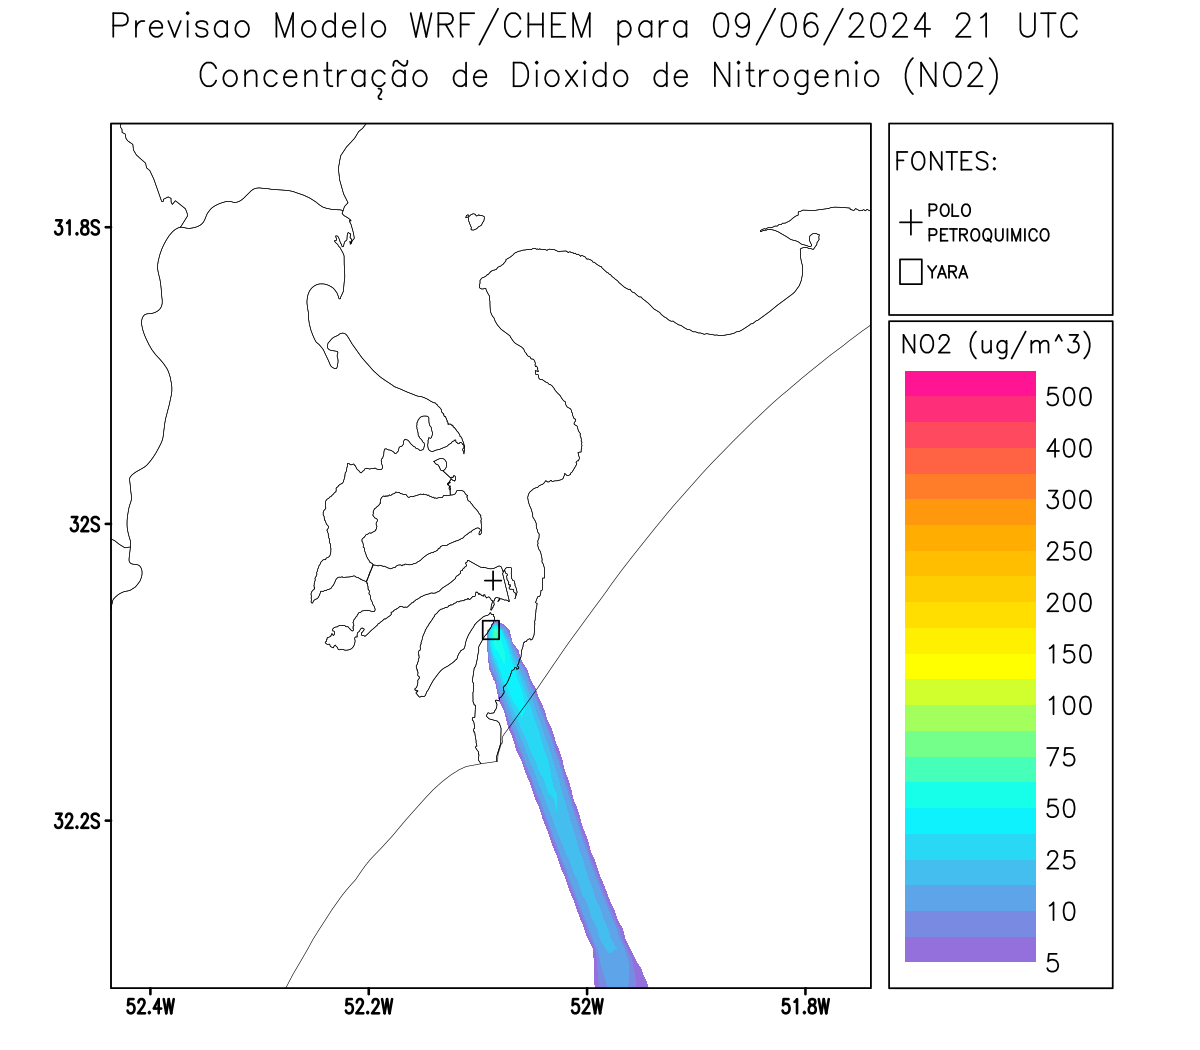 Previsao Modelo WRF/CHEM para 09/06/2024 21 UTC
Concentração de Dioxido de Nitrogenio (NO2)
FONTES:
POLO
PETROQUIMICO
YARA
NO2 (ug/m^3)
500
400
300
250
200
150
100
75
50
25
10
5
31.8S
32S
32.2S
52.4W
52.2W
52W
51.8W